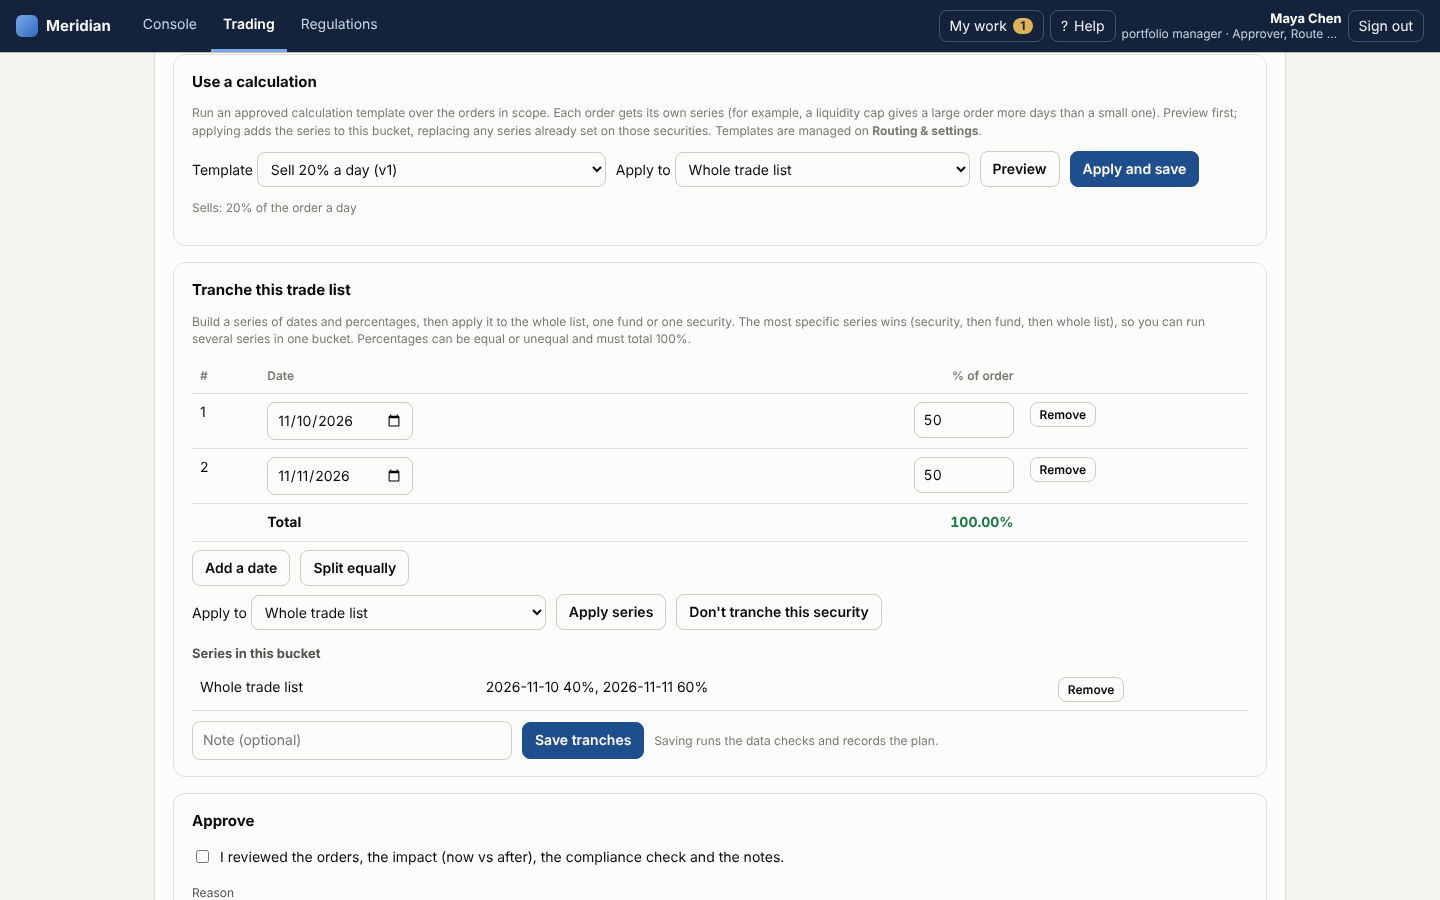 Meridian
Console
Trading
Regulations
My work 1
? Help
Maya Chen
portfolio manager · Approver, Route ...
Sign out
Use a calculation
Run an approved calculation template over the orders in scope. Each order gets its own series (for example, a liquidity cap gives a large order more days than a small one). Preview first;
applying adds the series to this bucket, replacing any series already set on those securities. Templates are managed on Routing & settings.
Template Sell 20% a day (v1) Apply to Whole trade list Preview Apply and save
Sells: 20% of the order a day
Tranche this trade list
Build a series of dates and percentages, then apply it to the whole list, one fund or one security. The most specific series wins (security, then fund, then whole list), so you can run
several series in one bucket. Percentages can be equal or unequal and must total 100%.
# Date % of order
1 11/10/2026 50 Remove
2 11/11/2026 50 Remove
Total 100.00%
Add a date Split equally
Apply to Whole trade list Apply series Don't tranche this security
Series in this bucket
Whole trade list 2026-11-10 40%, 2026-11-11 60% Remove
Note (optional) Save tranches Saving runs the data checks and records the plan.
Approve
I reviewed the orders, the impact (now vs after), the compliance check and the notes.
Reason